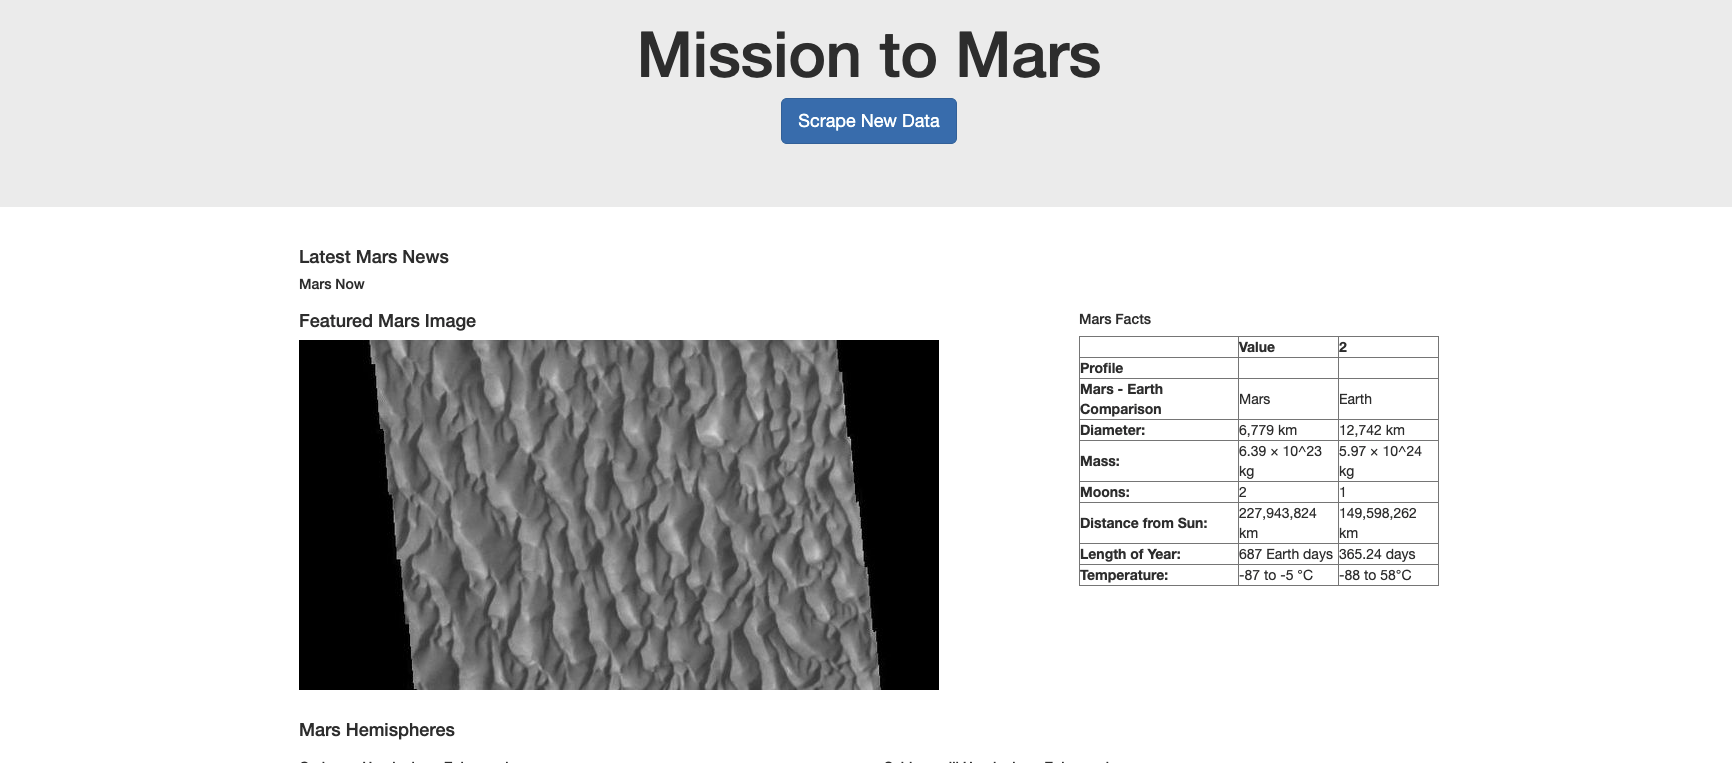 Mission to Mars
Scrape New Data
Latest Mars News
Mars Now
Featured Mars Image
Mars Facts
Value 2
Profile
Mars - Earth
Comparison
Mars Earth
Diameter: 6,779 km 12,742 km
Mass: 6.39 × 10^23 kg 5.97 × 10^24 kg
Moons: 2 1
Distance from Sun: 227,943,824 km 149,598,262 km
Length of Year: 687 Earth days 365.24 days
Temperature: -87 to -5 °C -88 to 58°C
Mars Hemispheres